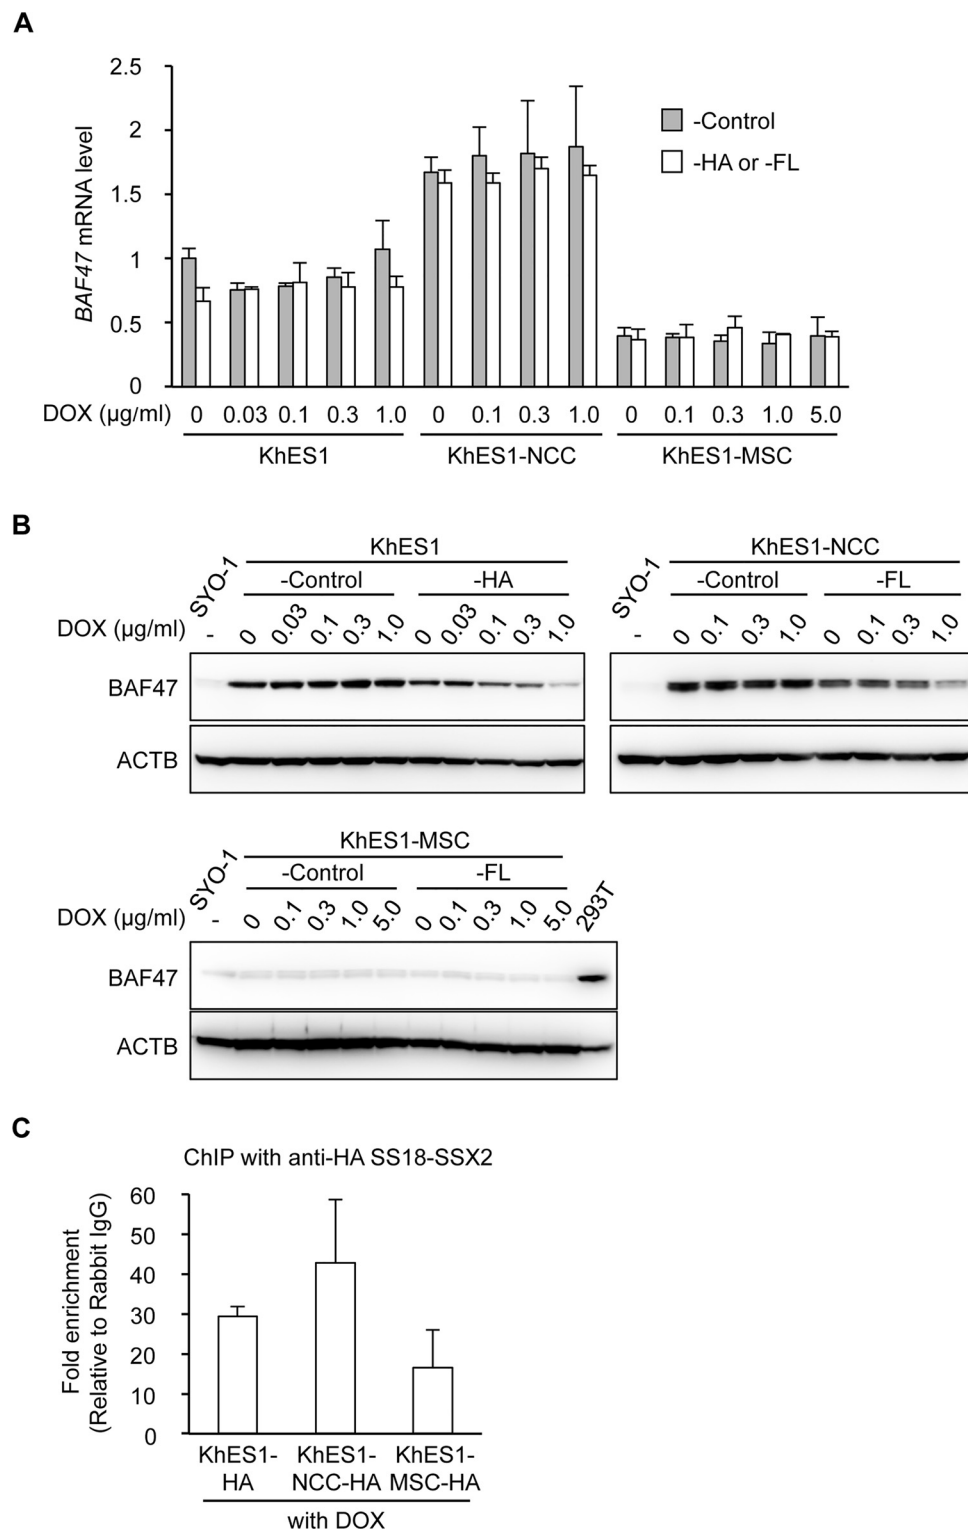 A
2.5
2
1.5
1
0.5
0
BAF47 mRNA level
-Control
-HA or -FL
DOX (µg/ml) 0 0.03 0.1 0.3 1.0 0 0.1 0.3 1.0 0 0.1 0.3 1.0 5.0
KhES1 KhES1-NCC KhES1-MSC
B
KhES1
SYO-1 -Control -HA
DOX (µg/ml) - 0 0.03 0.1 0.3 1.0 0 0.03 0.1 0.3 1.0
BAF47
ACTB
KhES1-NCC
SYO-1 -Control -FL
- 0 0.1 0.3 1.0 0 0.1 0.3 1.0
KhES1-MSC
SYO-1 -Control -FL 293T
DOX (µg/ml) - 0 0.1 0.3 1.0 5.0 0 0.1 0.3 1.0 5.0
BAF47
ACTB
C
ChIP with anti-HA SS18-SSX2
Fold enrichment
(Relative to Rabbit IgG)
60
50
40
30
20
10
0
KhES1- KhES1- KhES1-
HA NCC-HA MSC-HA
with DOX